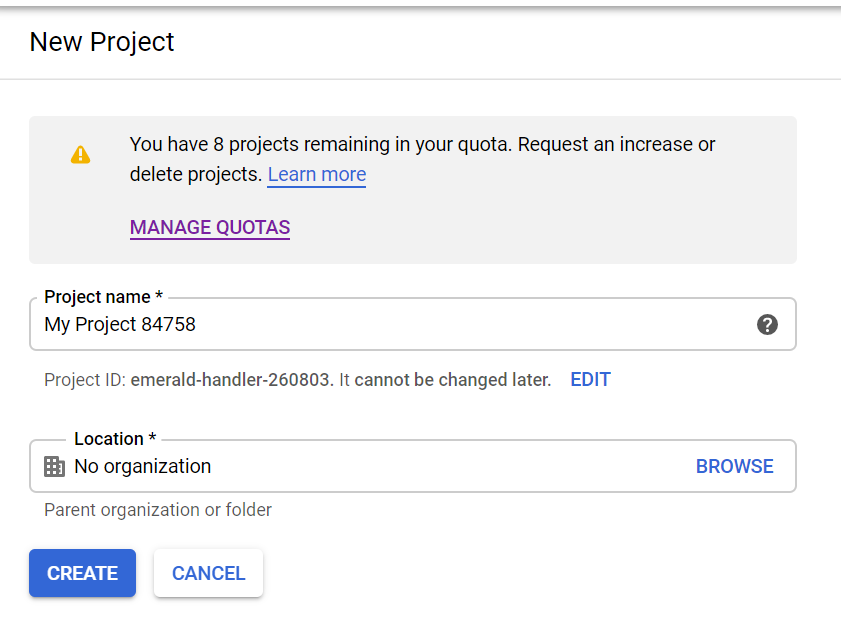 New Project
You have 8 projects remaining in your quota. Request an increase or
delete projects. Learn more
MANAGE QUOTAS
Project name *
My Project 84758
Project ID: emerald-handler-260803. It cannot be changed later. EDIT
Location *
No organization BROWSE
Parent organization or folder
CREATE CANCEL